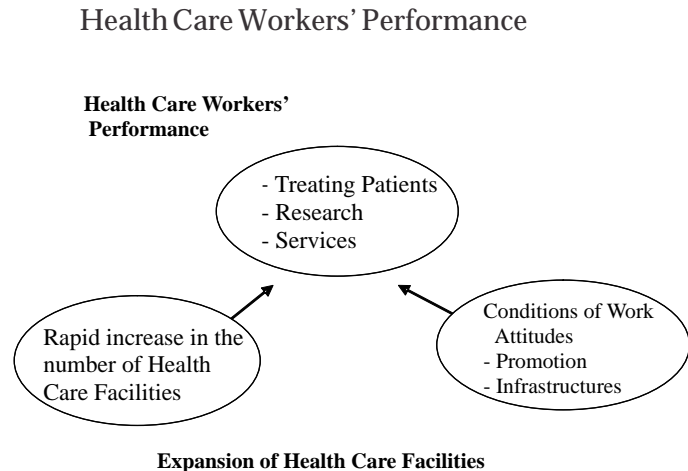 Health Care Workers' Performance
Health Care Workers'
Performance
- Treating Patients
- Research
- Services
Rapid increase in the
number of Health
Care Facilities
Conditions of Work
Attitudes
- Promotion
- Infrastructures
Expansion of Health Care Facilities